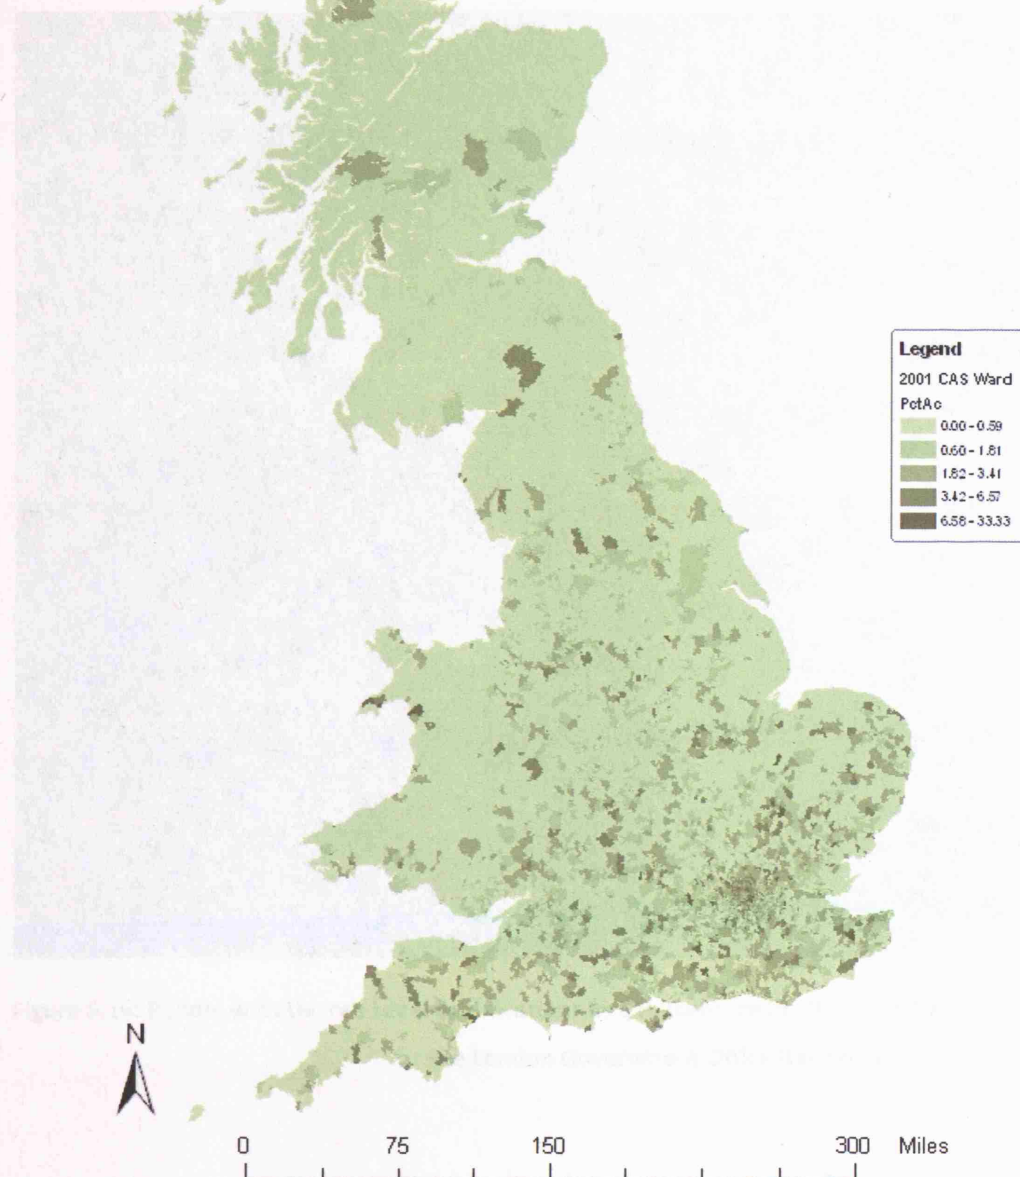 Legend
2001 CAS Ward
PctAc
0.00 - 0.59
0.60 - 1.81
1.82 - 3.41
3.42 - 6.57
6.58 - 33.33
N
0 75 150 300 Miles